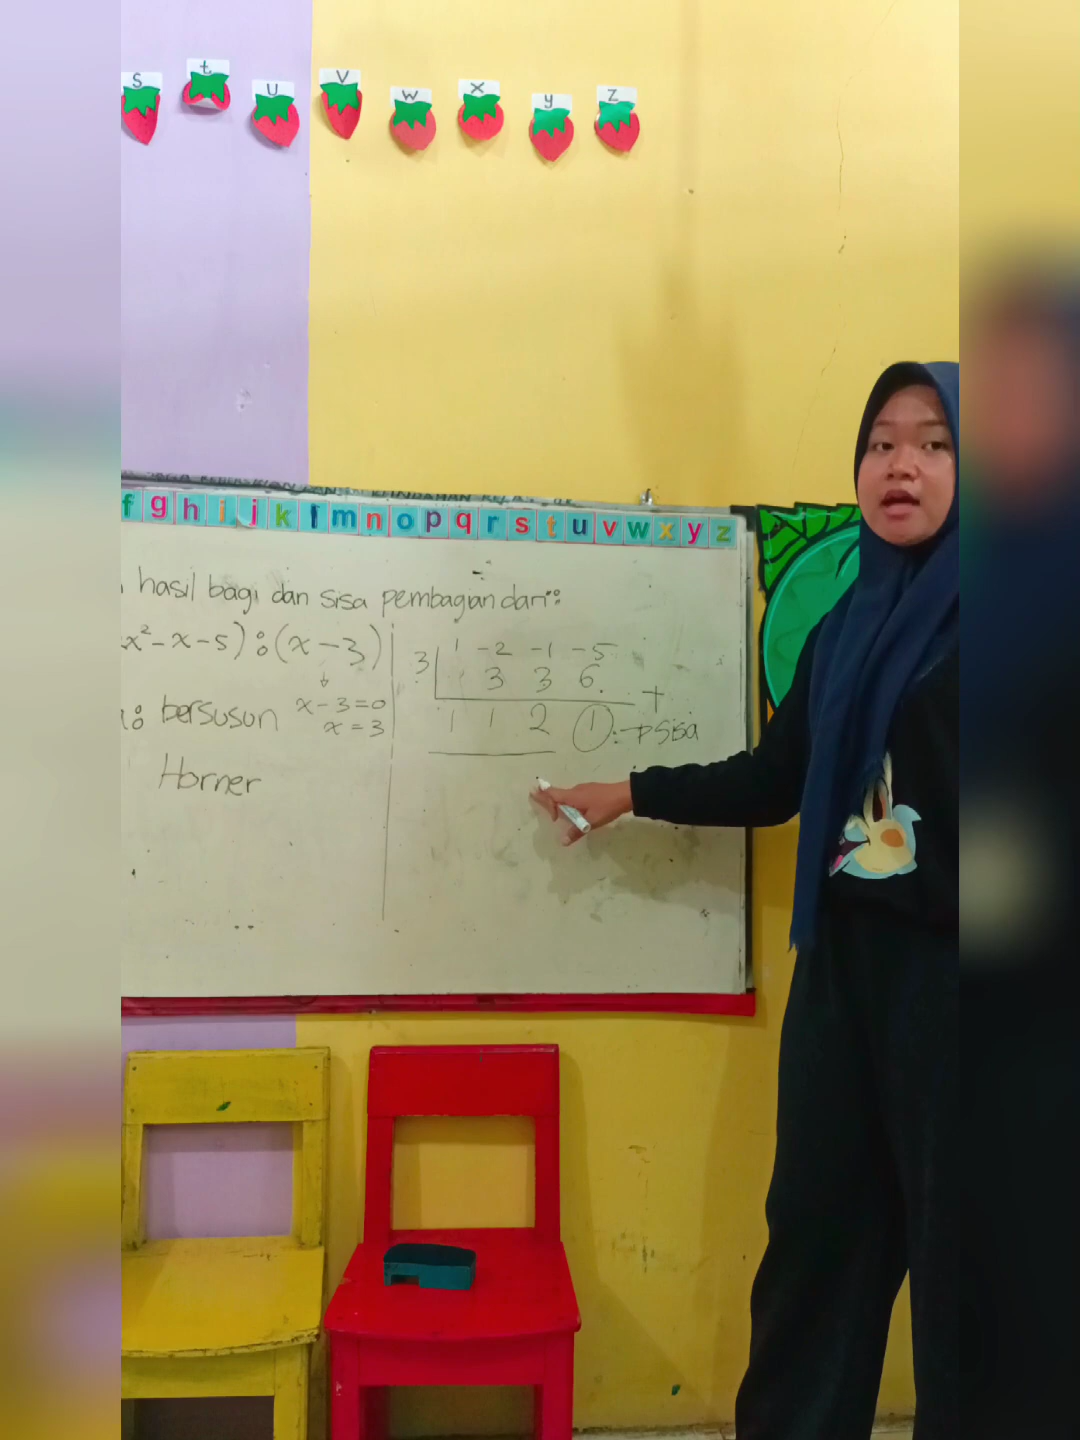 s t u v w x y z
f g h i j k l m n o p q r s t u v w x y z
hasil bagi dan sisa pembagian dari:
x² - x - 5) : (x - 3)
↓
x - 3 = 0
x = 3
: bersusun
Horner
3 1 -2 -1 -5
3 3 6
+
1 1 2 1 : → sisa